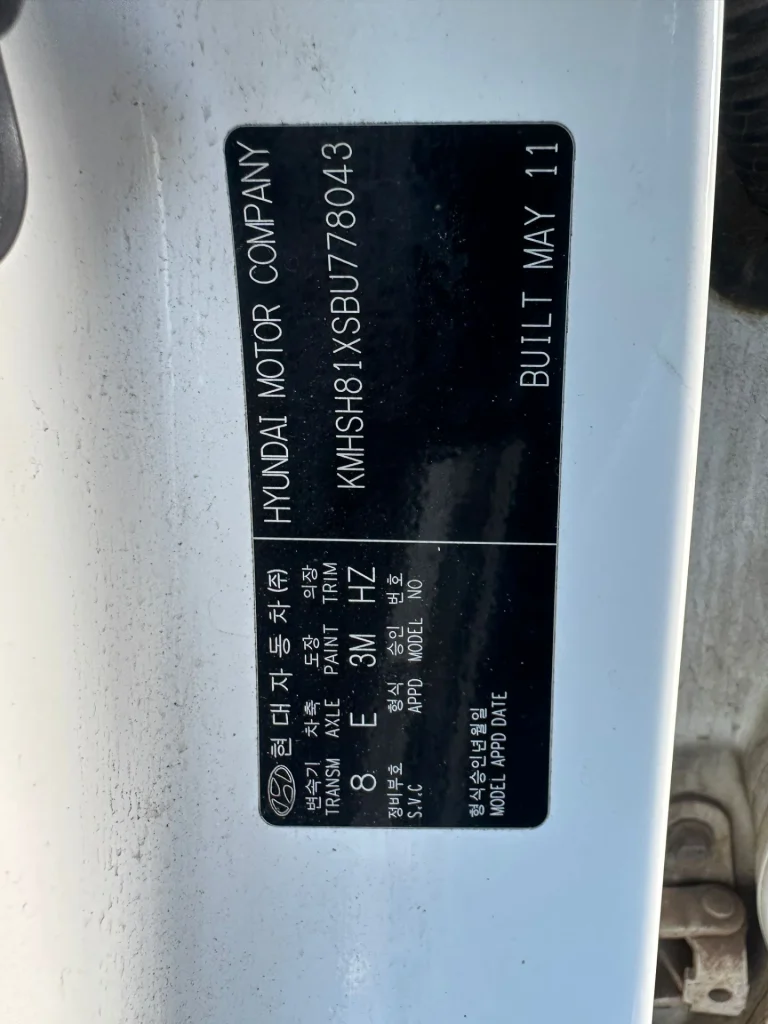 현대자동차(주)
변속기 차축 도장 의장
TRANSM AXLE PAINT TRIM
8 E 3M HZ
정비부호 형식 승인 번호
S.V.C APPD MODEL NO
형식승인년월일
MODEL APPD DATE
HYUNDAI MOTOR COMPANY
KMHSH81XSBU778043
BUILT MAY 11